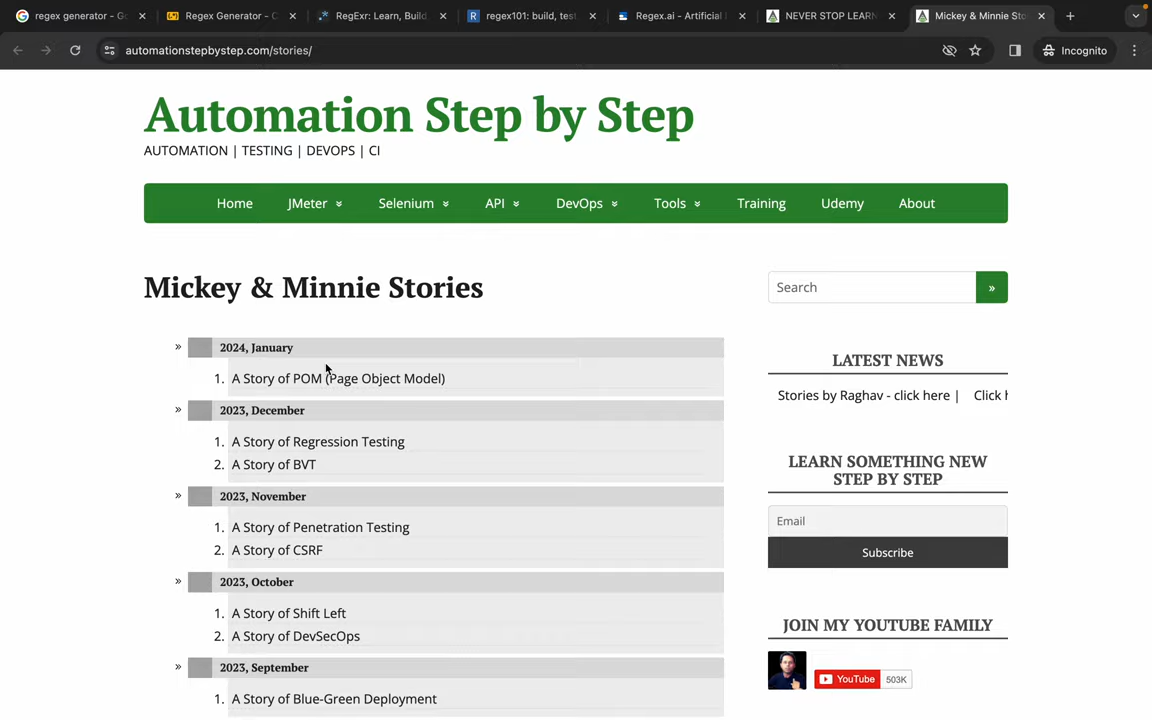 regex generator - Go
Regex Generator - C
RegExr: Learn, Build,
regex101: build, test
Regex.ai - Artificial
NEVER STOP LEARN
Mickey & Minnie Sto
automationstepbystep.com/stories/
Incognito
Automation Step by Step
AUTOMATION | TESTING | DEVOPS | CI
Home JMeter Selenium API DevOps Tools Training Udemy About
Mickey & Minnie Stories
Search »
» 2024, January
1. A Story of POM (Page Object Model)
» 2023, December
1. A Story of Regression Testing
2. A Story of BVT
» 2023, November
1. A Story of Penetration Testing
2. A Story of CSRF
» 2023, October
1. A Story of Shift Left
2. A Story of DevSecOps
» 2023, September
1. A Story of Blue-Green Deployment
LATEST NEWS
Stories by Raghav - click here | Click h
LEARN SOMETHING NEW
STEP BY STEP
Email
Subscribe
JOIN MY YOUTUBE FAMILY
YouTube 503K